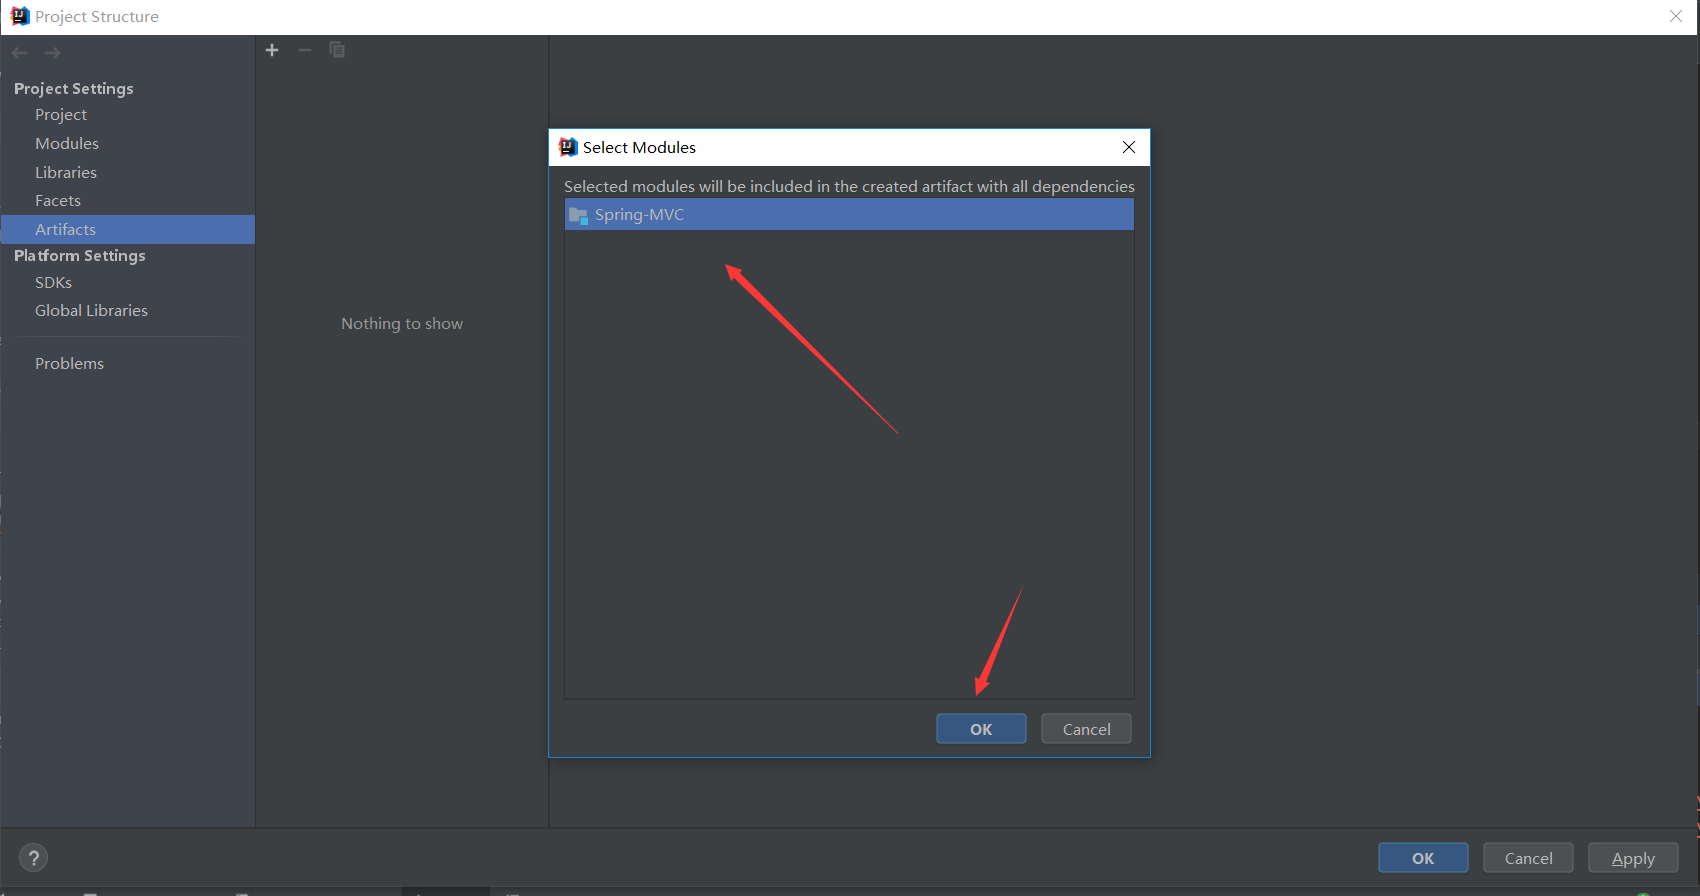 Project Structure
Project Settings
Project
Modules
Libraries
Facets
Artifacts
Platform Settings
SDKs
Global Libraries
Problems
Nothing to show
Select Modules
Selected modules will be included in the created artifact with all dependencies
Spring-MVC
OK
Cancel
?
OK
Cancel
Apply